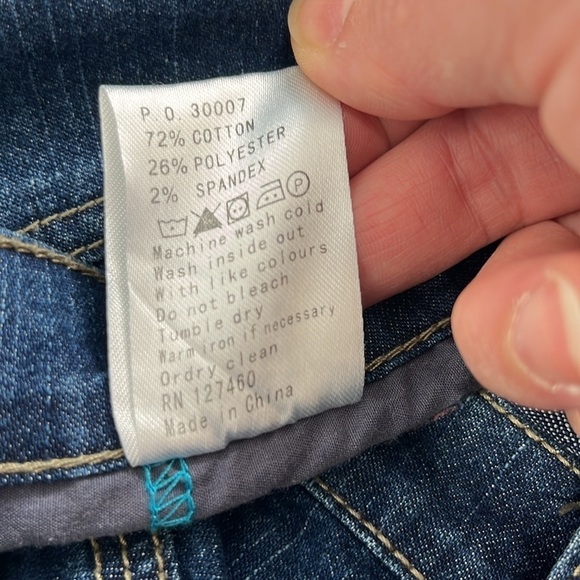 P O. 30007
72% COTTON
26% POLYESTER
2% SPANDEX
P
Machine wash cold
Wash inside out
With like colours
Do not bleach
Tumble dry
Warm iron if necessary
Ordry clean
RN 127460
Made in China